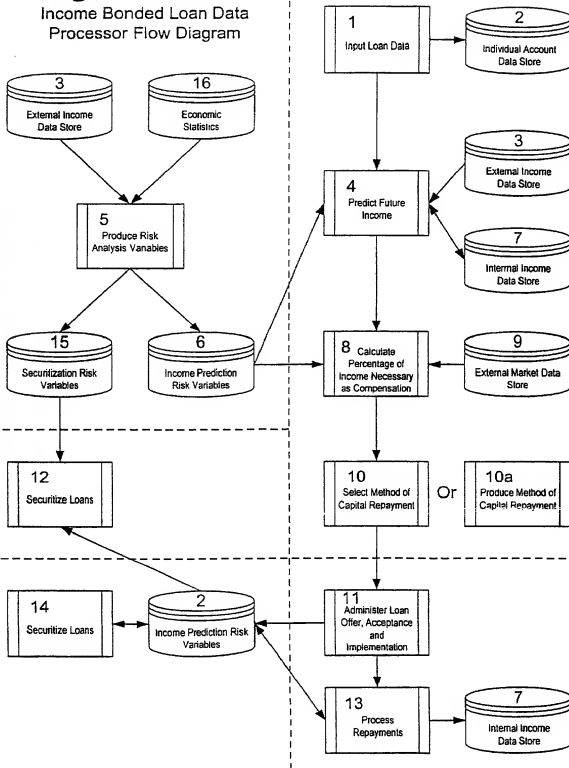 Income Bonded Loan Data
Processor Flow Diagram
1
Input Loan Data
2
Individual Account
Data Store
3
External Income
Data Store
16
Economic
Statistics
3
External Income
Data Store
4
Predict Future
Income
5
Produce Risk
Analysis Variables
7
Internal Income
Data Store
15
Securitization Risk
Variables
6
Income Prediction
Risk Variables
8 Calculate
Percentage of
Income Necessary
as Compensation
9
External Market Data
Store
12
Securitize Loans
10
Select Method of
Capital Repayment
Or
10a
Produce Method of
Capital Repayment
14
Securitize Loans
2
Income Prediction Risk
Variables
11
Administer Loan
Offer, Acceptance
and
Implementation
13
Process
Repayments
7
Internal Income
Data Store